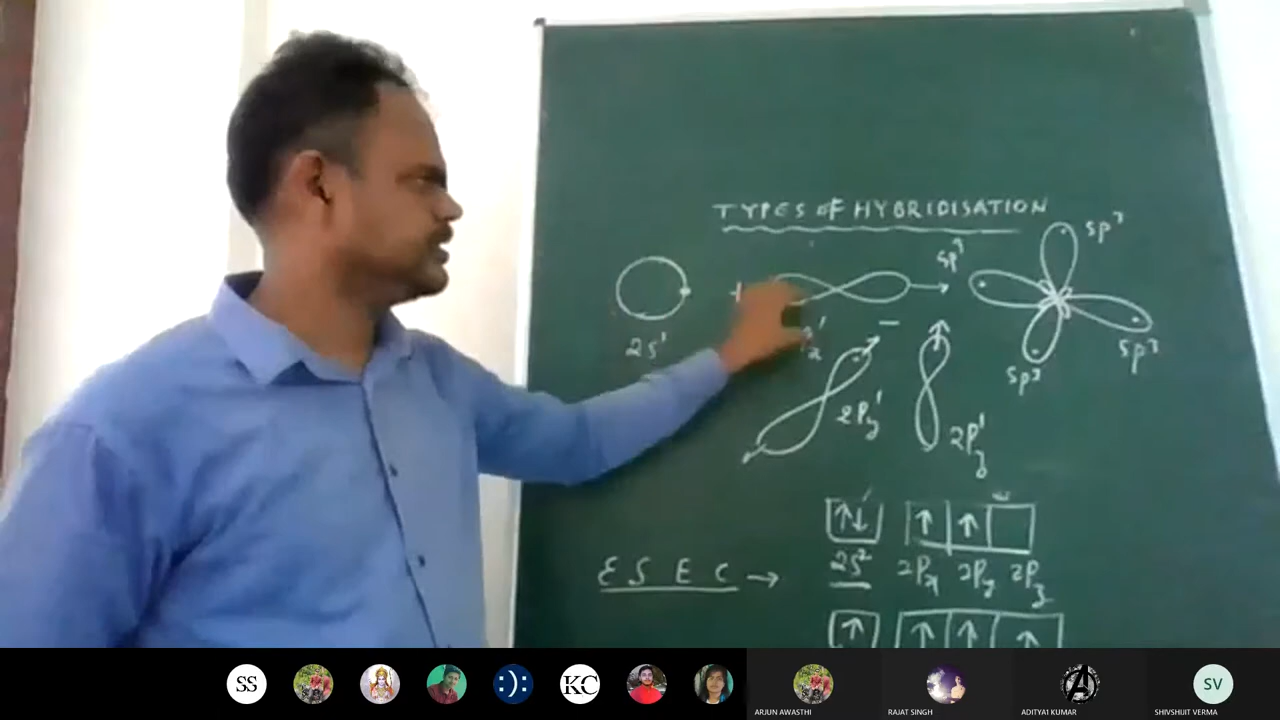 TYPES OF HYBRIDISATION
sp³
sp³
2s¹
2Py¹
sp³
sp³
2Pz¹
ESEC →
2s² 2Px 2Py 2Pz
SS
KC
ARJUN AWASTHI
RAJAT SINGH
ADITYA1 KUMAR
SV
SHIVSHIJIT VERMA